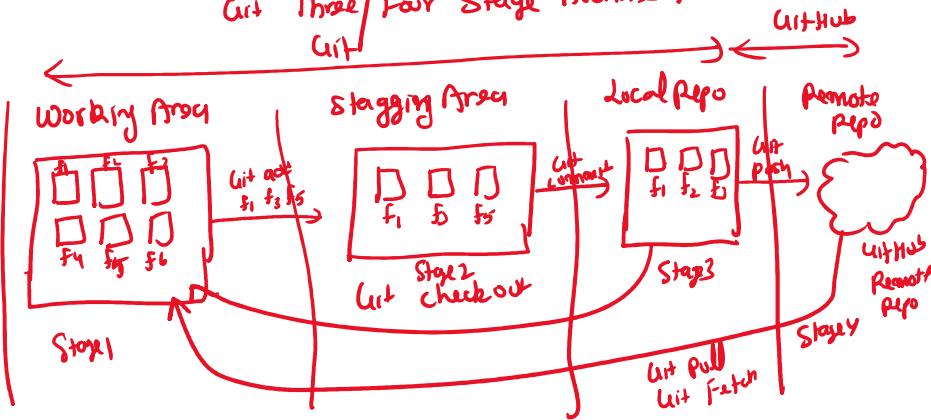 Git Three/Four Stage
Git
GitHub
Working Area
Stagging Area
Local Repo
Remote
Repo
f1 f2 f3
f4 f5 f6
Git add
f1 f3 f5
f1 f3 f5
Git
commit
f1 f2 f3
Git
push
Stage 2
Git checkout
Stage3
GitHub
Remote
Repo
Stage1
Stage4
Git Pull
Git Fetch